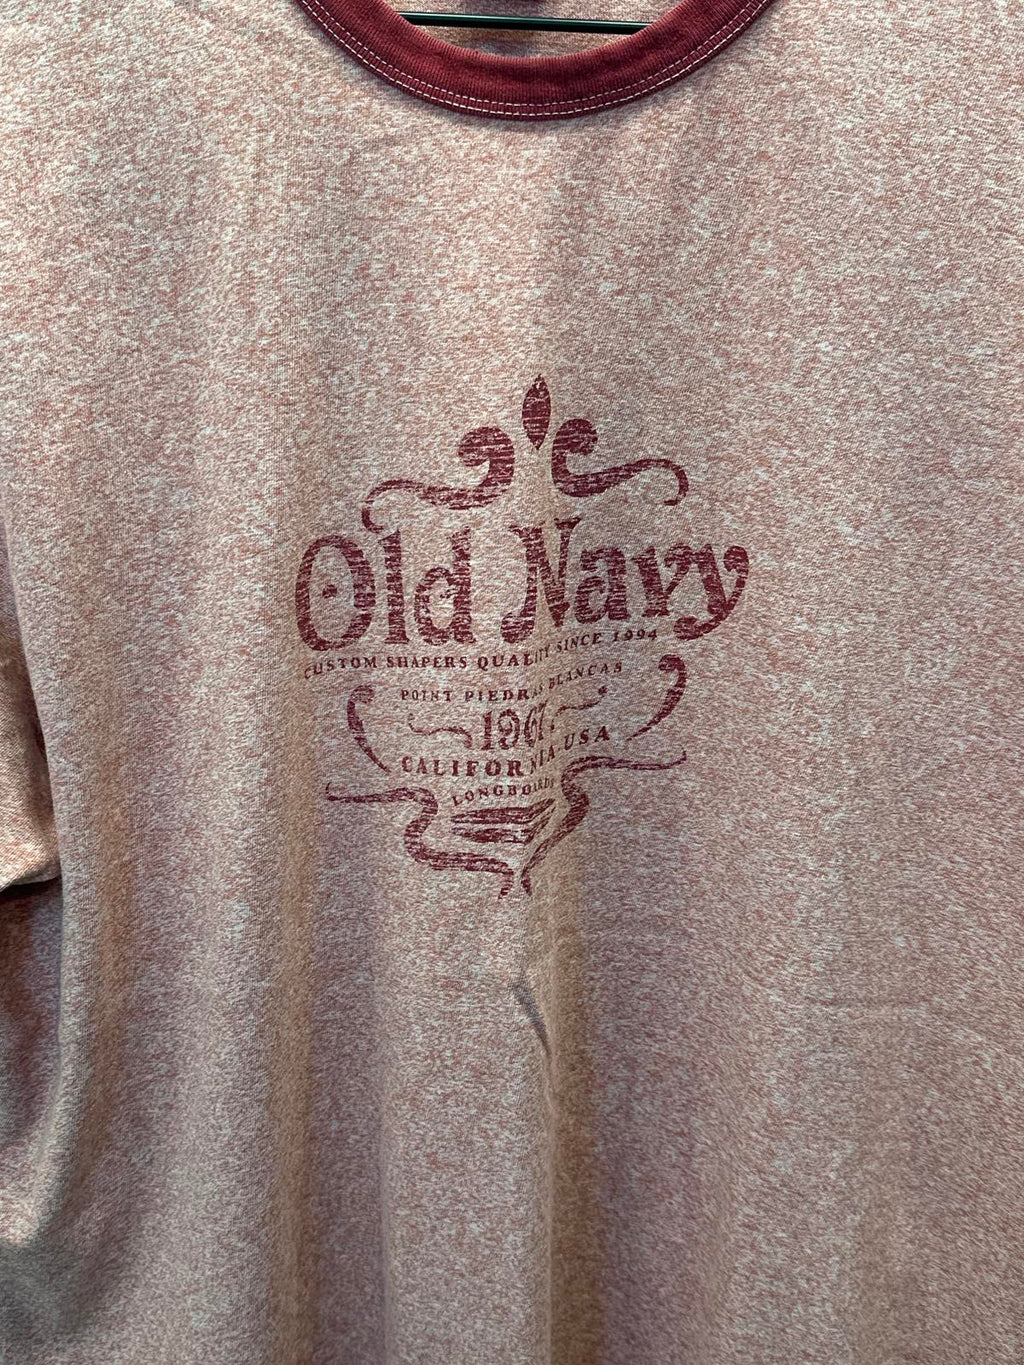 Old Navy
CUSTOM SHAPERS QUALITY SINCE 1994
POINT PIEDRAS BLANCAS
1967
CALIFORNIA USA
LONGBOARDS